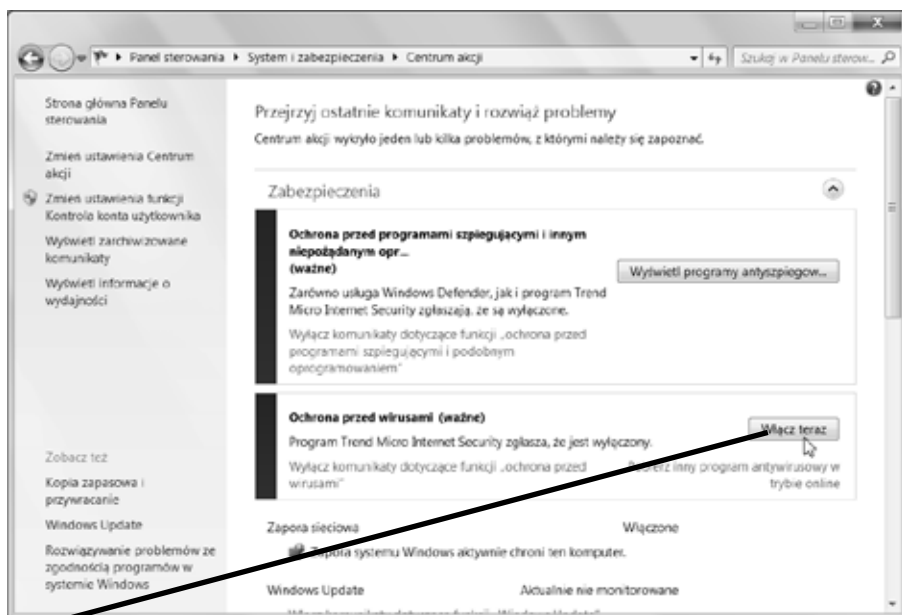 Panel sterowania ▸ System i zabezpieczenia ▸ Centrum akcji
Szukaj w Panelu sterow...
Strona główna Panelu
sterowania
Zmień ustawienia Centrum
akcji
Zmień ustawienia funkcji
Kontrola konta użytkownika
Wyświetl zarchiwizowane
komunikaty
Wyświetl informacje o
wydajności
Zobacz też
Kopia zapasowa i
przywracanie
Windows Update
Rozwiązywanie problemów ze
zgodnością programów w
systemie Windows
Przejrzyj ostatnie komunikaty i rozwiąż problemy
Centrum akcji wykryło jeden lub kilka problemów, z którymi należy się zapoznać.
Zabezpieczenia
Ochrona przed programami szpiegującymi i innym
niepożądanym opr...
(ważne)
Wyświetl programy antyszpiegow...
Zarówno usługa Windows Defender, jak i program Trend
Micro Internet Security zgłaszają, że są wyłączone.
Wyłącz komunikaty dotyczące funkcji „ochrona przed
programami szpiegującymi i podobnym
oprogramowaniem"
Ochrona przed wirusami (ważne)
Włącz teraz
Program Trend Micro Internet Security zgłasza, że jest wyłączony.
Wyłącz komunikaty dotyczące funkcji „ochrona przed
wirusami"
Pobierz inny program antywirusowy w
trybie online
Zapora sieciowa
Włączone
Zapora systemu Windows aktywnie chroni ten komputer.
Windows Update
Aktualnie nie monitorowane